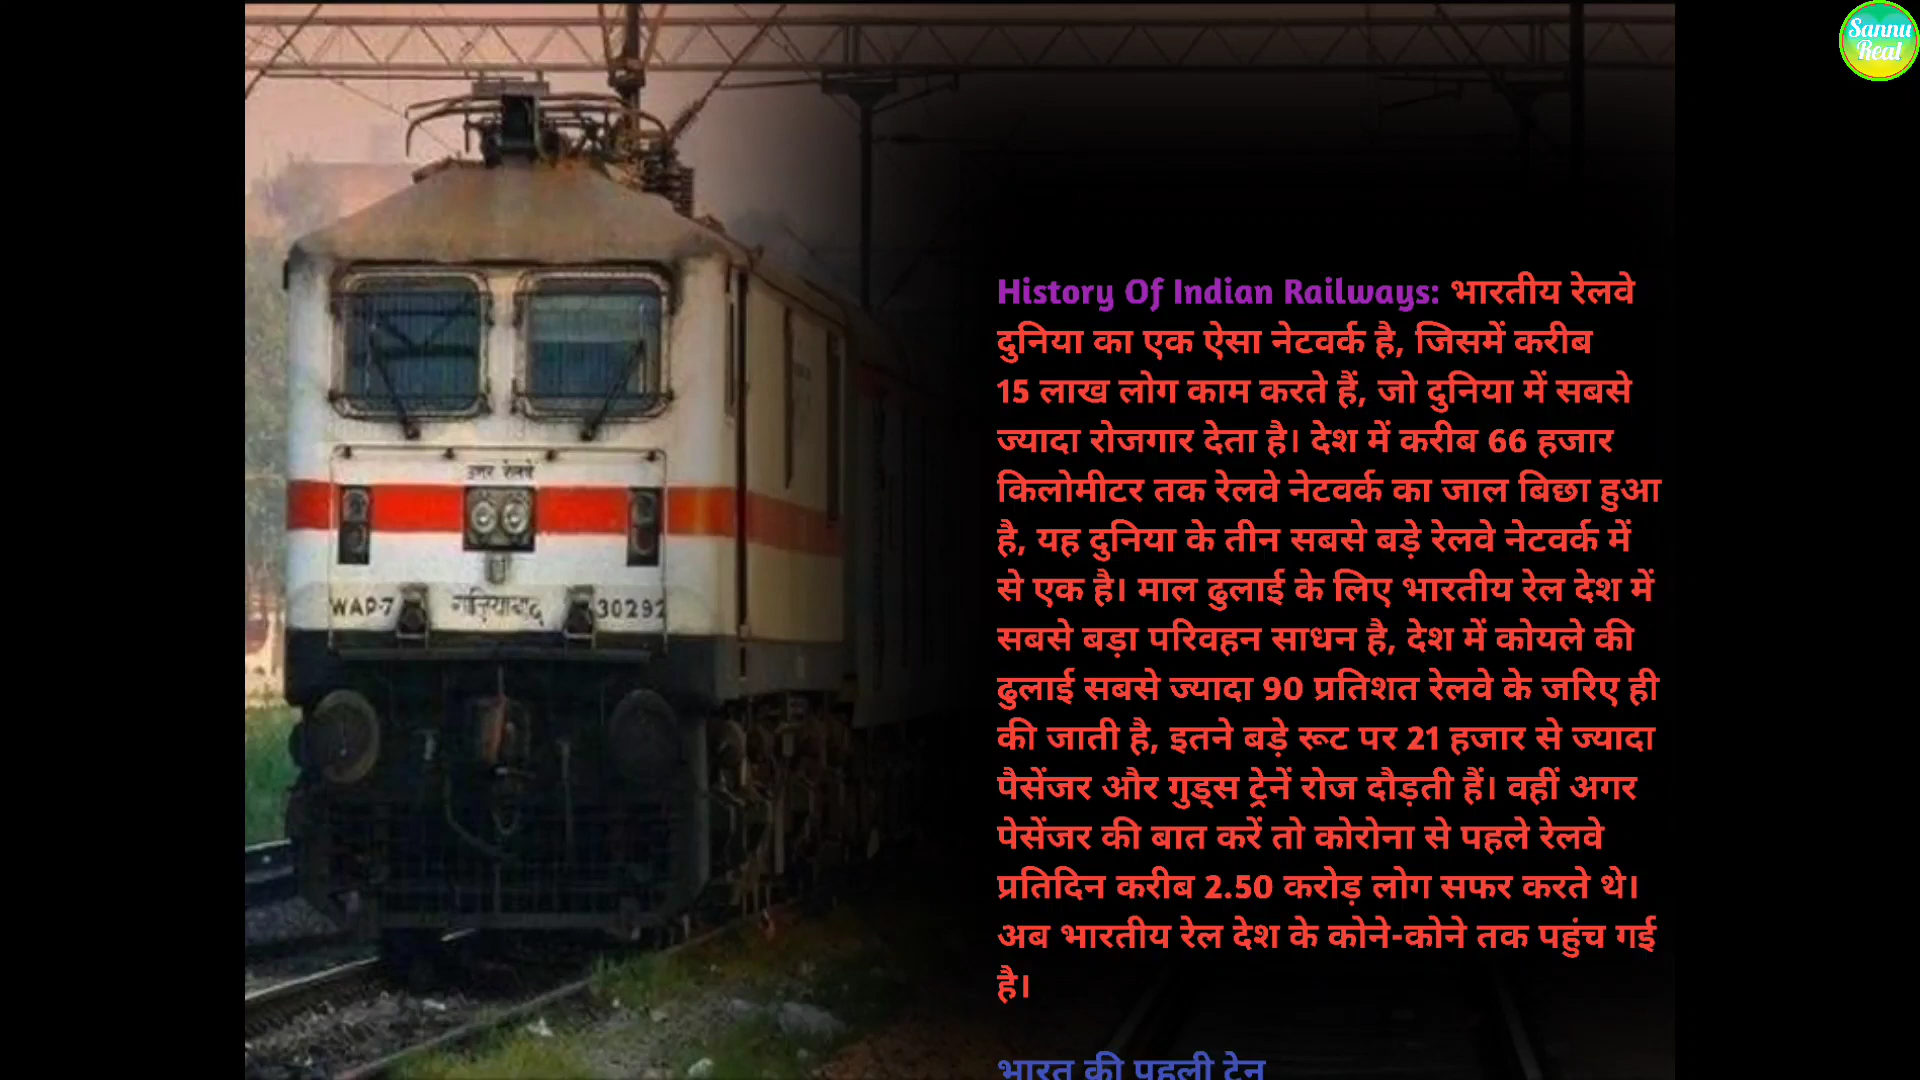 Sannu
Real
History Of Indian Railways: भारतीय रेलवे
दुनिया का एक ऐसा नेटवर्क है, जिसमें करीब
15 लाख लोग काम करते हैं, जो दुनिया में सबसे
ज्यादा रोजगार देता है। देश में करीब 66 हजार
किलोमीटर तक रेलवे नेटवर्क का जाल बिछा हुआ
है, यह दुनिया के तीन सबसे बड़े रेलवे नेटवर्क में
से एक है। माल ढुलाई के लिए भारतीय रेल देश में
सबसे बड़ा परिवहन साधन है, देश में कोयले की
ढुलाई सबसे ज्यादा 90 प्रतिशत रेलवे के जरिए ही
की जाती है, इतने बड़े रूट पर 21 हजार से ज्यादा
पैसेंजर और गुड्स ट्रेनें रोज दौड़ती हैं। वहीं अगर
पेसेंजर की बात करें तो कोरोना से पहले रेलवे
प्रतिदिन करीब 2.50 करोड़ लोग सफर करते थे।
अब भारतीय रेल देश के कोने-कोने तक पहुंच गई
है।
भारत की पहली ट्रेन
उत्तर रेलवे
WAP-7 गाज़ियाबाद 30292